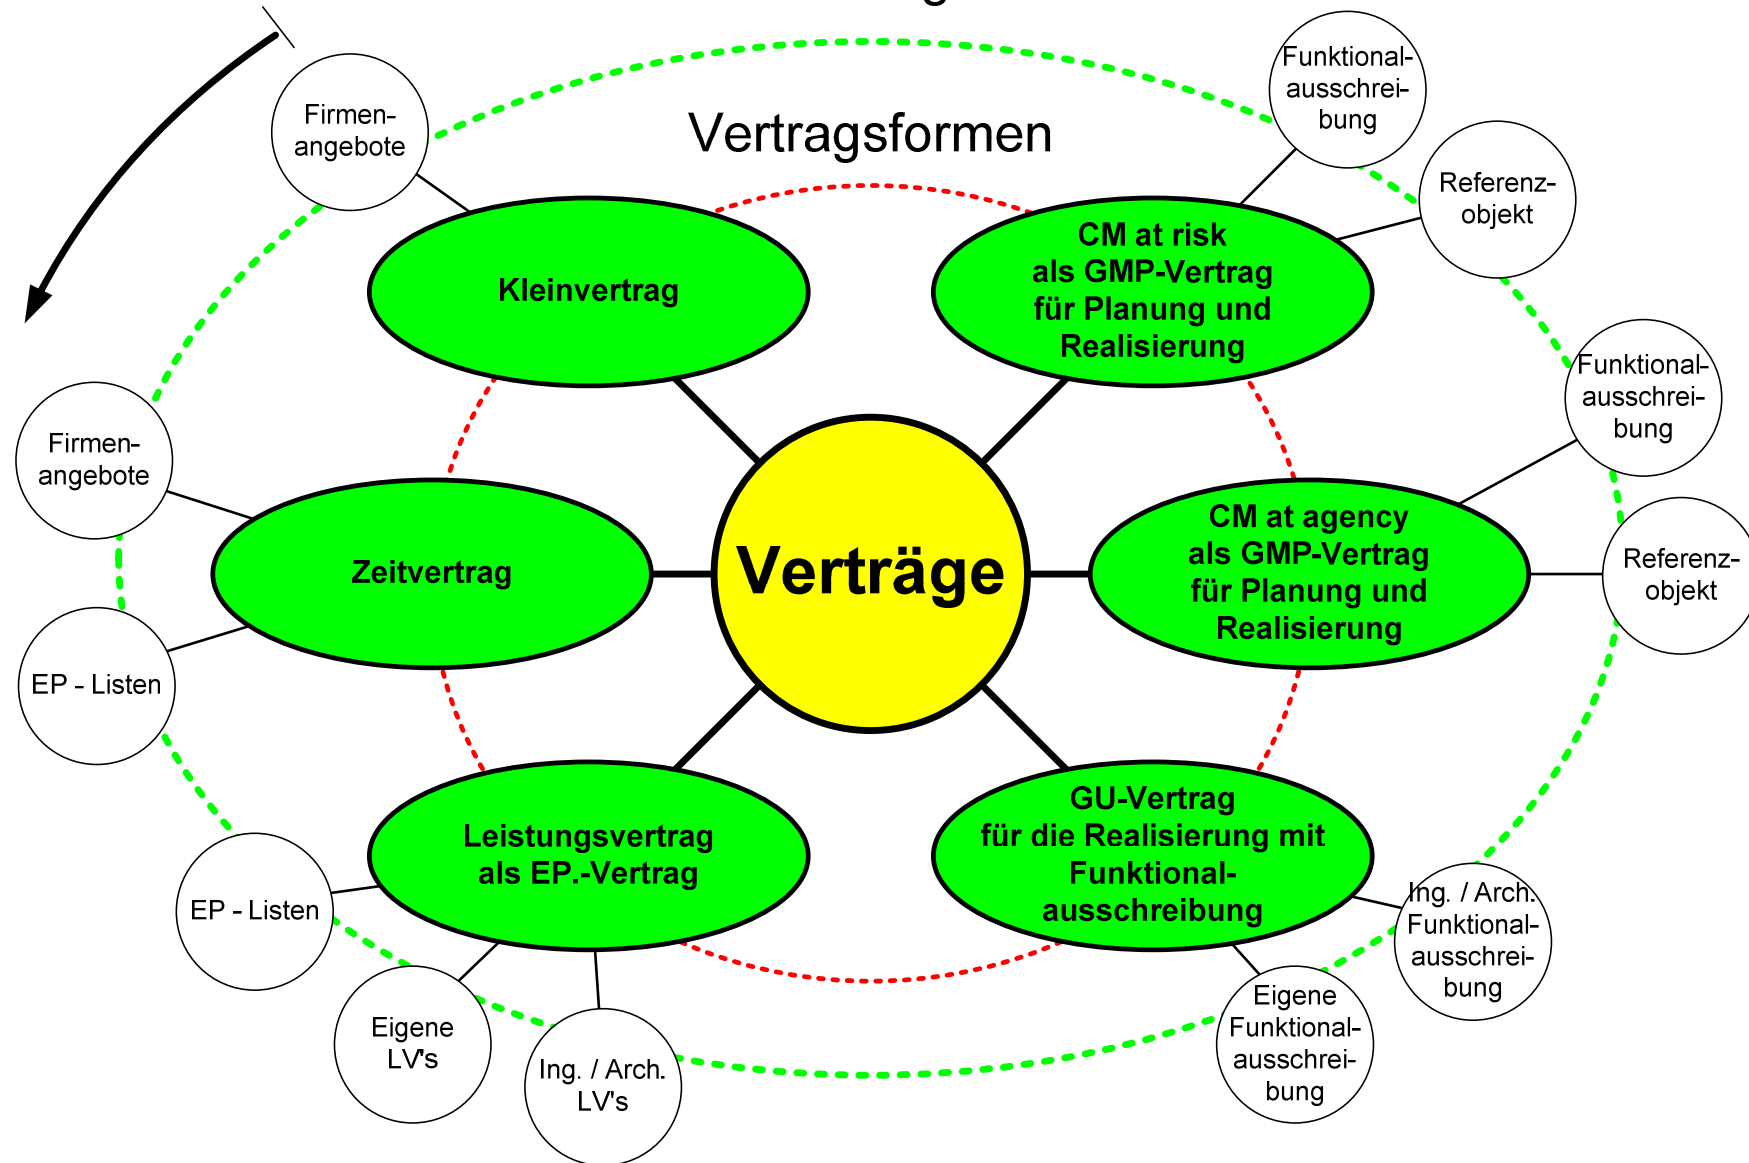 Vertragsformen
Firmen-
angebote
Kleinvertrag
Funktional-
ausschrei-
bung
Referenz-
objekt
CM at risk
als GMP-Vertrag
für Planung und
Realisierung
Firmen-
angebote
EP - Listen
Zeitvertrag
Verträge
CM at agency
als GMP-Vertrag
für Planung und
Realisierung
Funktional-
ausschrei-
bung
Referenz-
objekt
Leistungsvertrag
als EP.-Vertrag
EP - Listen
Eigene
LV's
Ing. / Arch.
LV's
GU-Vertrag
für die Realisierung mit
Funktional-
ausschreibung
Eigene
Funktional-
ausschrei-
bung
Ing. / Arch.
Funktional-
ausschrei-
bung